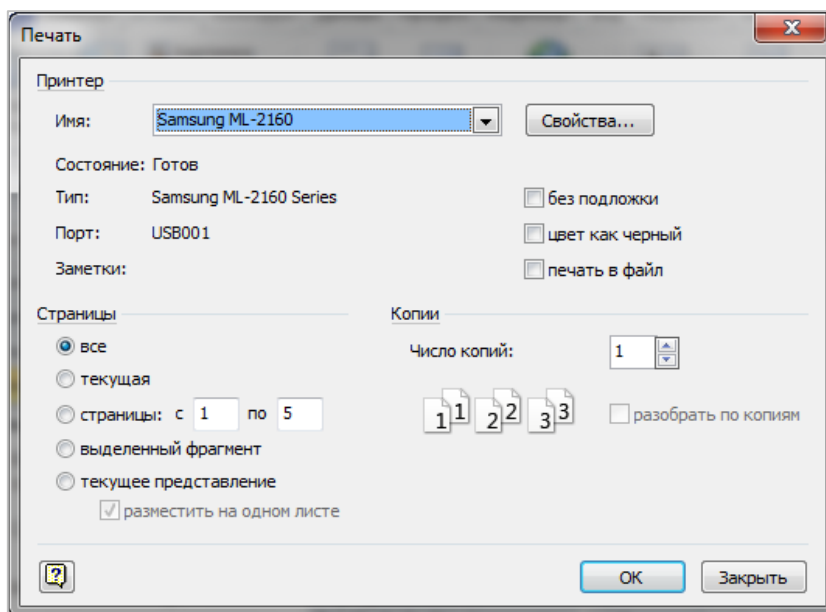 Печать
Принтер
Имя: Samsung ML-2160 Свойства...
Состояние: Готов
Тип: Samsung ML-2160 Series без подложки
Порт: USB001 цвет как черный
Заметки: печать в файл
Страницы Копии
все Число копий: 1
текущая
страницы: с 1 по 5 1 1 2 2 3 3 разобрать по копиям
выделенный фрагмент
текущее представление
разместить на одном листе
? OK Закрыть